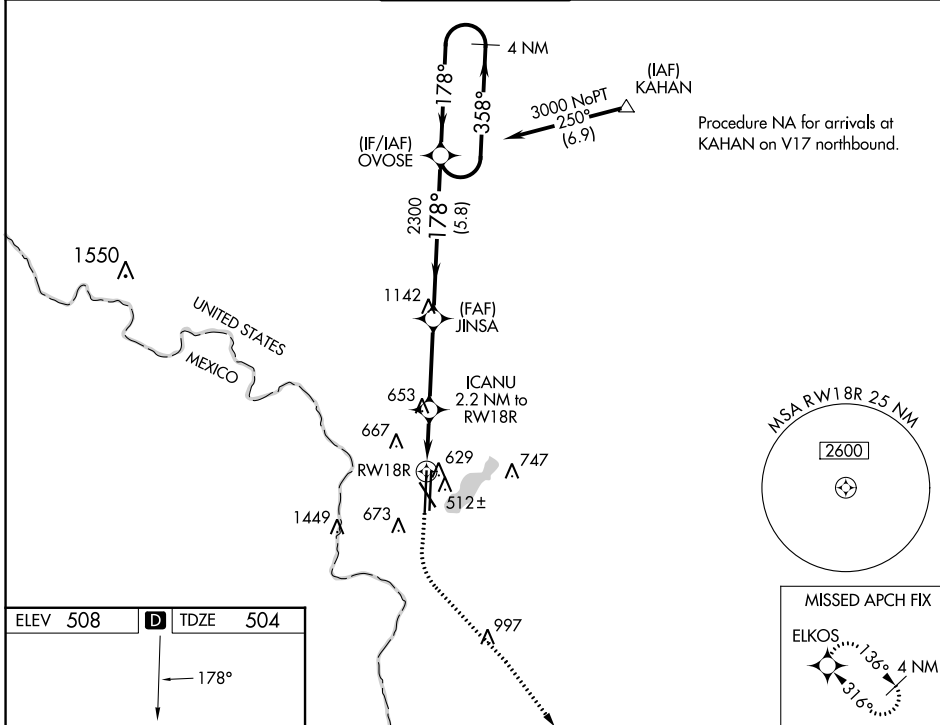 4 NM
178°
358°
(IAF)
KAHAN
3000 NoPT
250°
(6.9)
Procedure NA for arrivals at
KAHAN on V17 northbound.
(IF/IAF)
OVOSE
2300
178°
(5.8)
1550
UNITED STATES
MEXICO
1142
(FAF)
JINSA
653
ICANU
2.2 NM to
RW18R
667
RW18R
629
747
512±
1449
673
997
MSA RW18R 25 NM
2600
ELEV 508
D
TDZE 504
178°
MISSED APCH FIX
ELKOS
136°
4 NM
316°